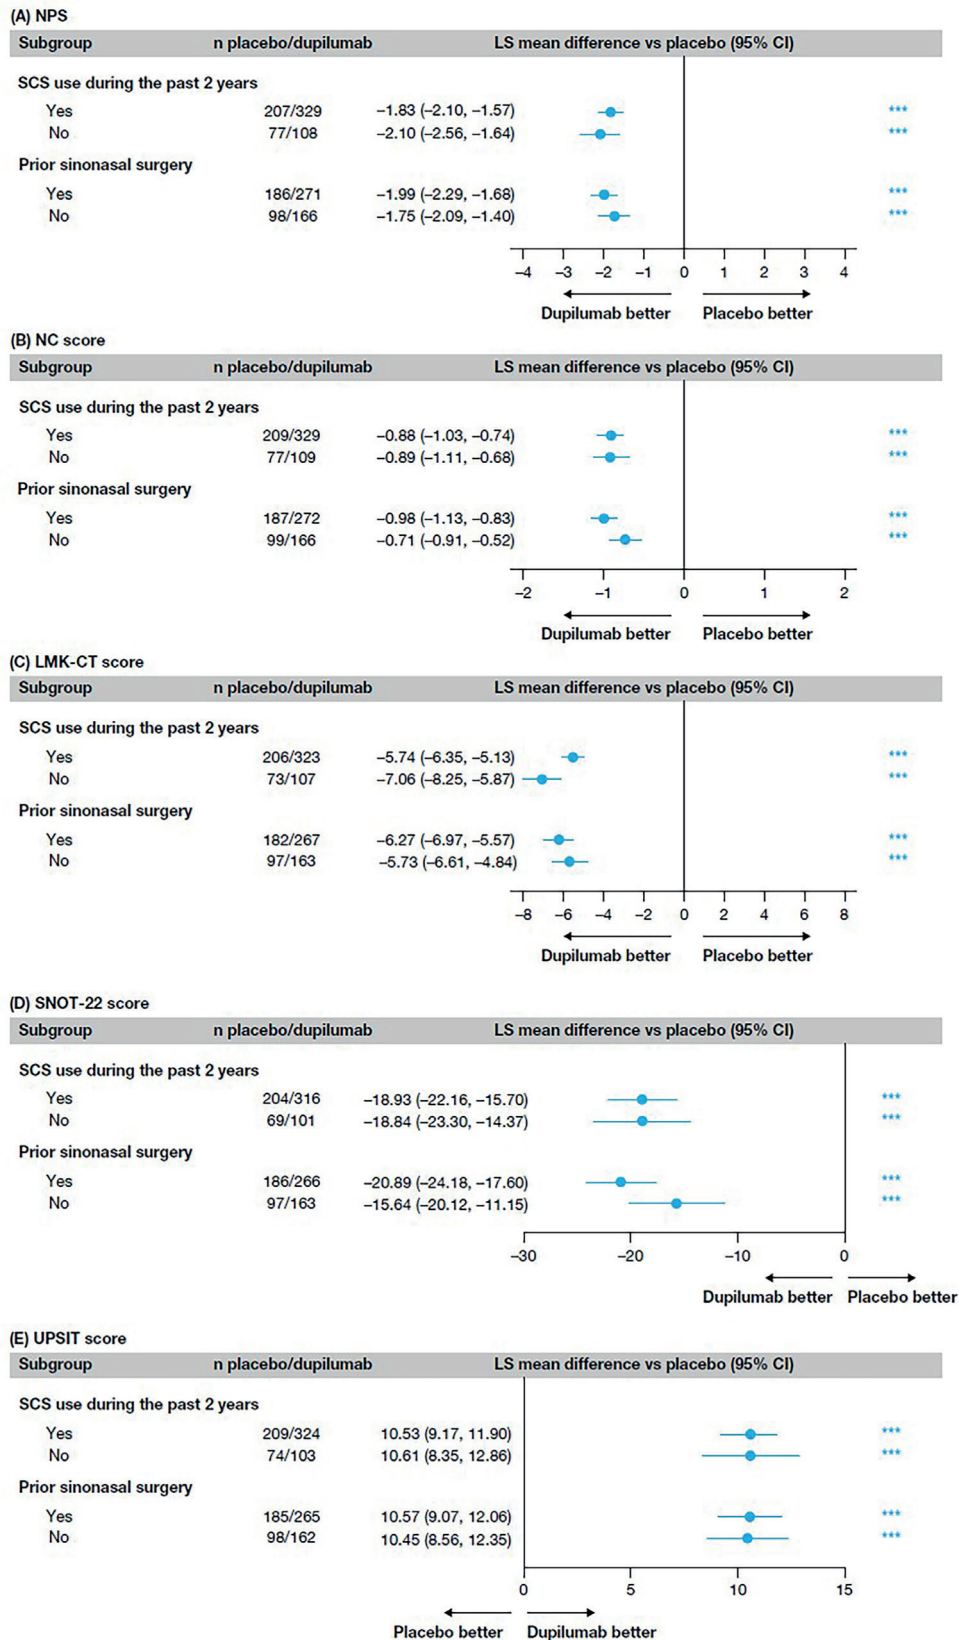 (A) NPS
Subgroup n placebo/dupilumab LS mean difference vs placebo (95% CI)
SCS use during the past 2 years
Yes 207/329 –1.83 (–2.10, –1.57) ***
No 77/108 –2.10 (–2.56, –1.64) ***
Prior sinonasal surgery
Yes 186/271 –1.99 (–2.29, –1.68) ***
No 98/166 –1.75 (–2.09, –1.40) ***
–4 –3 –2 –1 0 1 2 3 4
Dupilumab better Placebo better
(B) NC score
Subgroup n placebo/dupilumab LS mean difference vs placebo (95% CI)
SCS use during the past 2 years
Yes 209/329 –0.88 (–1.03, –0.74) ***
No 77/109 –0.89 (–1.11, –0.68) ***
Prior sinonasal surgery
Yes 187/272 –0.98 (–1.13, –0.83) ***
No 99/166 –0.71 (–0.91, –0.52) ***
–2 –1 0 1 2
Dupilumab better Placebo better
(C) LMK-CT score
Subgroup n placebo/dupilumab LS mean difference vs placebo (95% CI)
SCS use during the past 2 years
Yes 206/323 –5.74 (–6.35, –5.13) ***
No 73/107 –7.06 (–8.25, –5.87) ***
Prior sinonasal surgery
Yes 182/267 –6.27 (–6.97, –5.57) ***
No 97/163 –5.73 (–6.61, –4.84) ***
–8 –6 –4 –2 0 2 4 6 8
Dupilumab better Placebo better
(D) SNOT-22 score
Subgroup n placebo/dupilumab LS mean difference vs placebo (95% CI)
SCS use during the past 2 years
Yes 204/316 –18.93 (–22.16, –15.70) ***
No 69/101 –18.84 (–23.30, –14.37) ***
Prior sinonasal surgery
Yes 186/266 –20.89 (–24.18, –17.60) ***
No 97/163 –15.64 (–20.12, –11.15) ***
–30 –20 –10 0
Dupilumab better Placebo better
(E) UPSIT score
Subgroup n placebo/dupilumab LS mean difference vs placebo (95% CI)
SCS use during the past 2 years
Yes 209/324 10.53 (9.17, 11.90) ***
No 74/103 10.61 (8.35, 12.86) ***
Prior sinonasal surgery
Yes 185/265 10.57 (9.07, 12.06) ***
No 98/162 10.45 (8.56, 12.35) ***
0 5 10 15
Placebo better Dupilumab better